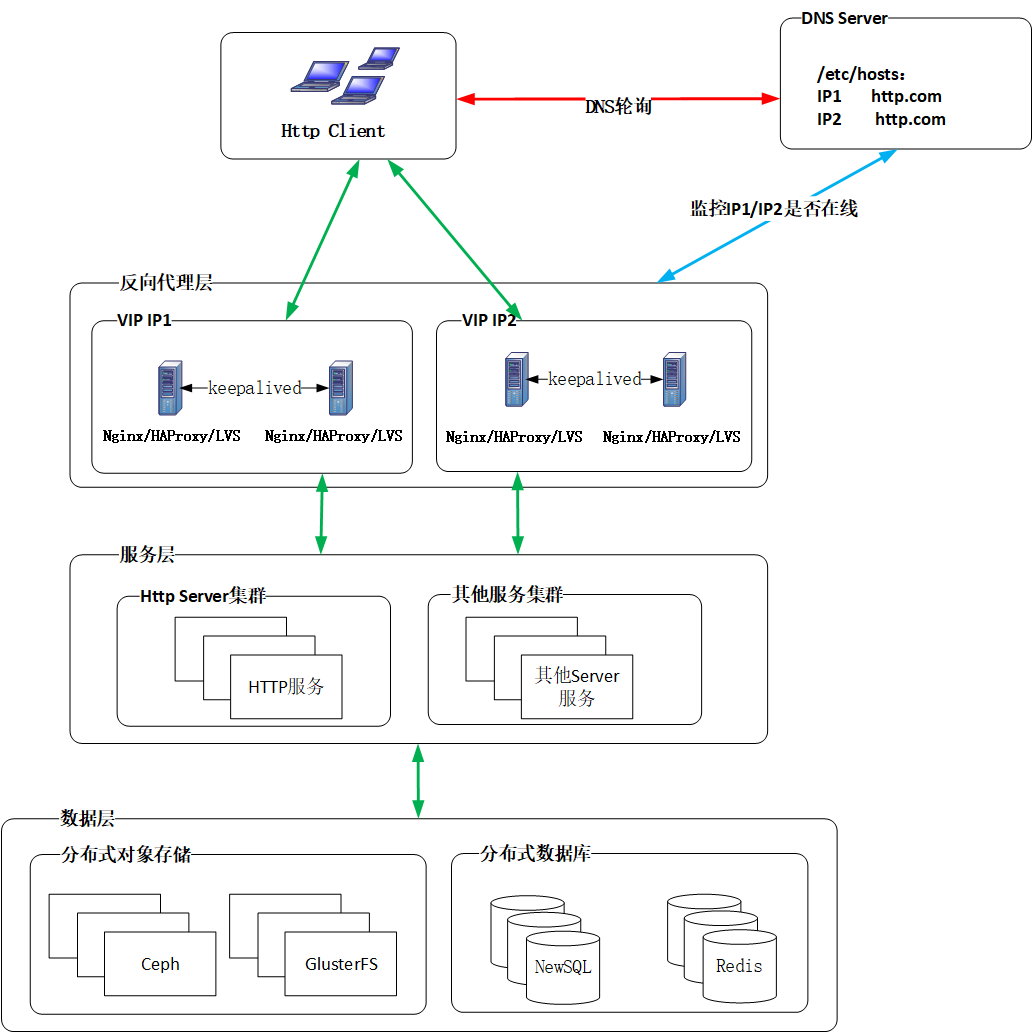 DNS Server
/etc/hosts：
IP1 http.com
IP2 http.com
Http Client
DNS轮询
监控IP1/IP2是否在线
反向代理层
VIP IP1
VIP IP2
keepalived
keepalived
Nginx/HAProxy/LVS
Nginx/HAProxy/LVS
Nginx/HAProxy/LVS
Nginx/HAProxy/LVS
服务层
Http Server集群
其他服务集群
HTTP服务
其他Server
服务
数据层
分布式对象存储
分布式数据库
Ceph
GlusterFS
NewSQL
Redis